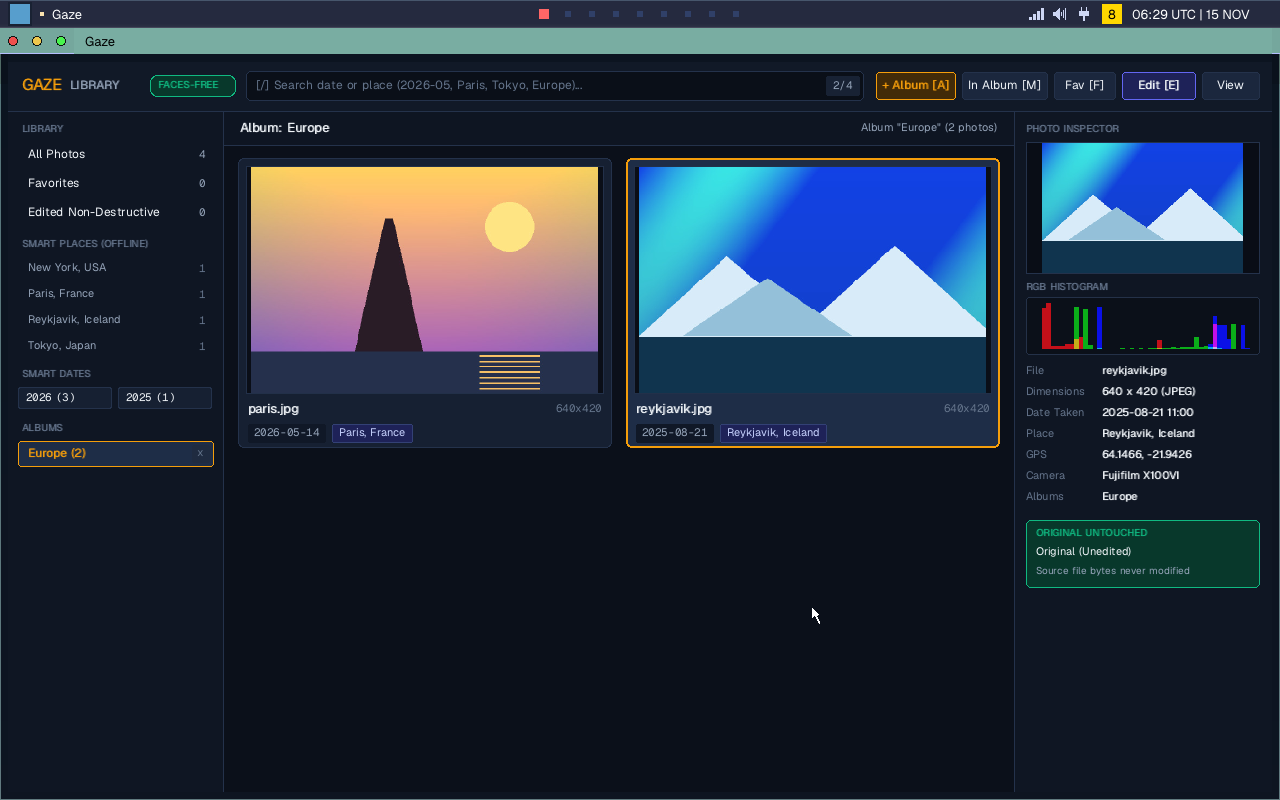 Gaze
8
06:29 UTC | 15 NOV
Gaze
GAZE LIBRARY
FACES-FREE
[/] Search date or place (2026-05, Paris, Tokyo, Europe)...
2/4
+ Album [A]
In Album [M]
Fav [F]
Edit [E]
View
LIBRARY
All Photos 4
Favorites 0
Edited Non-Destructive 0
SMART PLACES (OFFLINE)
New York, USA 1
Paris, France 1
Reykjavik, Iceland 1
Tokyo, Japan 1
SMART DATES
2026 (3)
2025 (1)
ALBUMS
Europe (2) x
Album: Europe
Album "Europe" (2 photos)
paris.jpg 640x420
2026-05-14 Paris, France
reykjavik.jpg 640x420
2025-08-21 Reykjavik, Iceland
PHOTO INSPECTOR
RGB HISTOGRAM
File reykjavik.jpg
Dimensions 640 x 420 (JPEG)
Date Taken 2025-08-21 11:00
Place Reykjavik, Iceland
GPS 64.1466, -21.9426
Camera Fujifilm X100VI
Albums Europe
ORIGINAL UNTOUCHED
Original (Unedited)
Source file bytes never modified